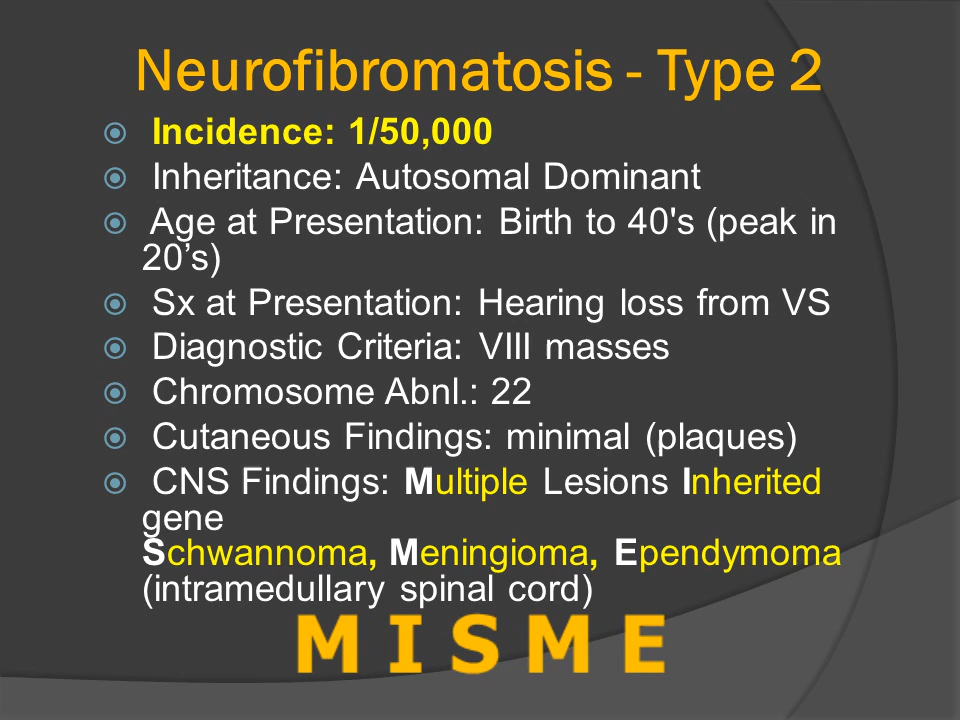 Neurofibromatosis - Type 2
Incidence: 1/50,000
Inheritance: Autosomal Dominant
Age at Presentation: Birth to 40's (peak in
20’s)
Sx at Presentation: Hearing loss from VS
Diagnostic Criteria: VIII masses
Chromosome Abnl.: 22
Cutaneous Findings: minimal (plaques)
CNS Findings: Multiple Lesions Inherited
gene
Schwannoma, Meningioma, Ependymoma
(intramedullary spinal cord)
M I S M E